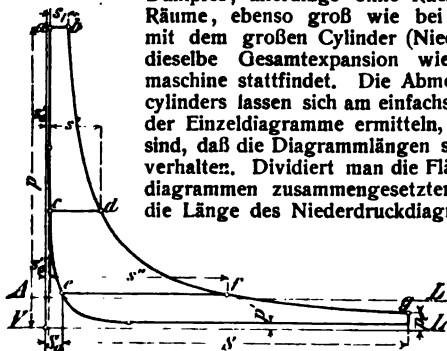 Räume, ebenso groß wie bei
mit dem großen Cylinder (Nied
dieselbe Gesamtexpansion wie
maschine stattfindet. Die Abme
cylinders lassen sich am einfachs
der Einzeldiagramme ermitteln,
sind, daß die Diagrammlängen s
verhalten. Dividiert man die Flä
diagrammen zusammengesetzten
die Länge des Niederdruckdiagr
a
b
p
s'
c
d
s''
e
f
g
A
L
V
p'
s